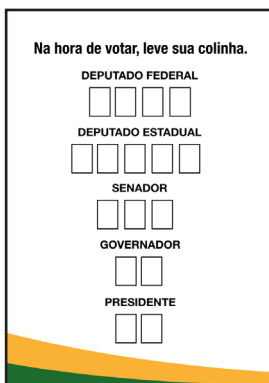 Na hora de votar, leve sua colinha.
DEPUTADO FEDERAL
DEPUTADO ESTADUAL
SENADOR
GOVERNADOR
PRESIDENTE